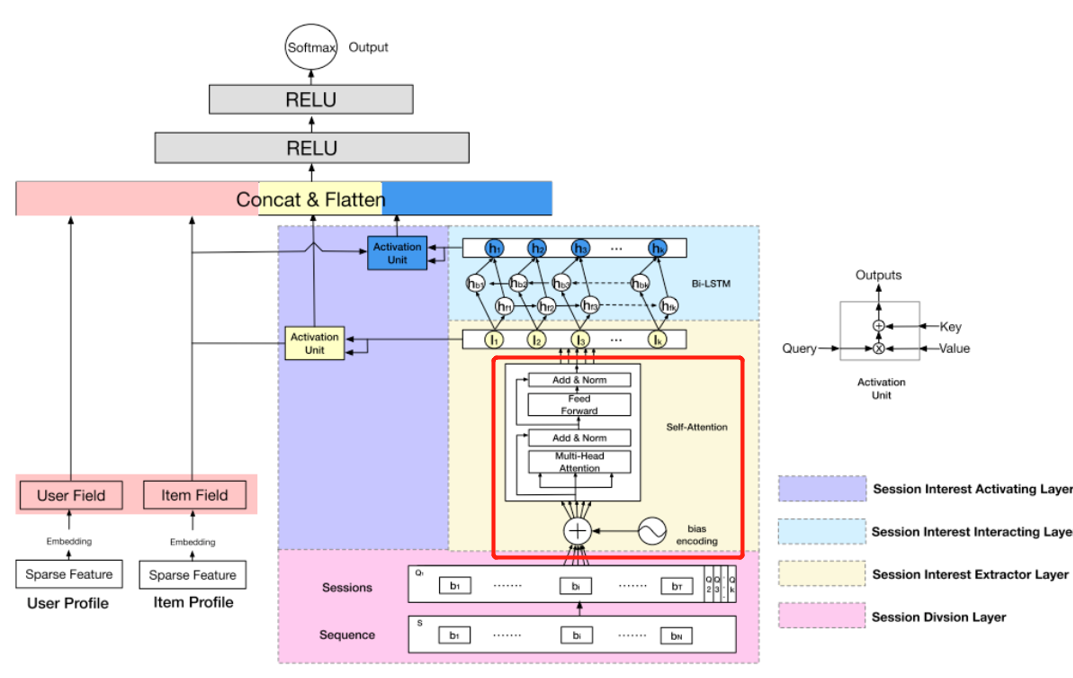 Softmax
Output
RELU
RELU
Concat & Flatten
Activation
Unit
h1 h2 h3 ... hk
hb1 hb2 hb3 hbk
Bi-LSTM
hf1 hf2 hf3 hfk
Activation
Unit
I1 I2 I3 ... Ik
Outputs
Key
Query
Value
Activation
Unit
Add & Norm
Feed
Forward
Self-Attention
Add & Norm
Multi-Head
Attention
bias
encoding
User Field
Item Field
Embedding
Embedding
Sparse Feature
Sparse Feature
User Profile
Item Profile
Sessions
Q1
b1 ....... bi ....... bT
Q2
Q3
...
Qk
Sequence
S
b1 ....... bi ....... bN
Session Interest Activating Layer
Session Interest Interacting Laye
Session Interest Extractor Layer
Session Divsion Layer